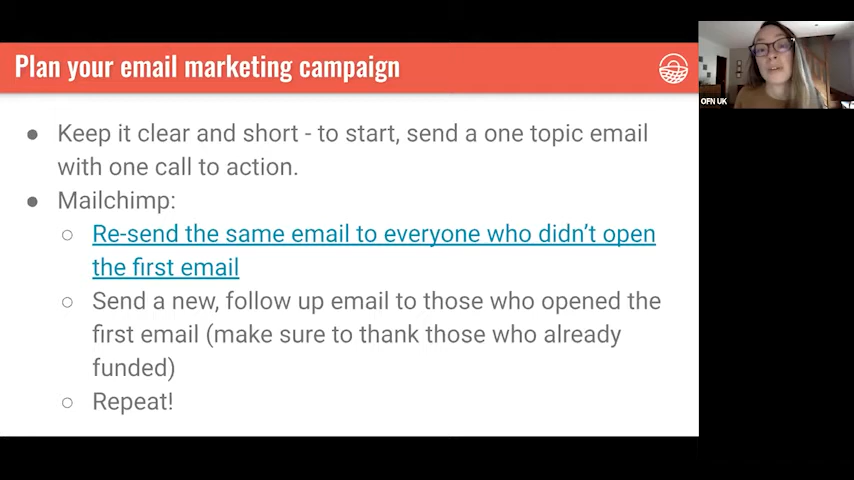 Plan your email marketing campaign
OFN UK
● Keep it clear and short - to start, send a one topic email
with one call to action.
● Mailchimp:
○ Re-send the same email to everyone who didn’t open
the first email
○ Send a new, follow up email to those who opened the
first email (make sure to thank those who already
funded)
○ Repeat!